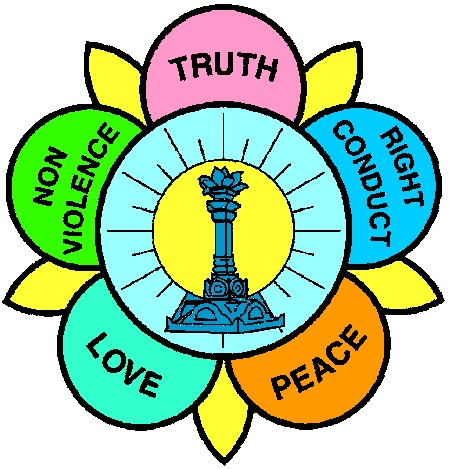 TRUTH
RIGHT
CONDUCT
PEACE
LOVE
NON
VIOLENCE